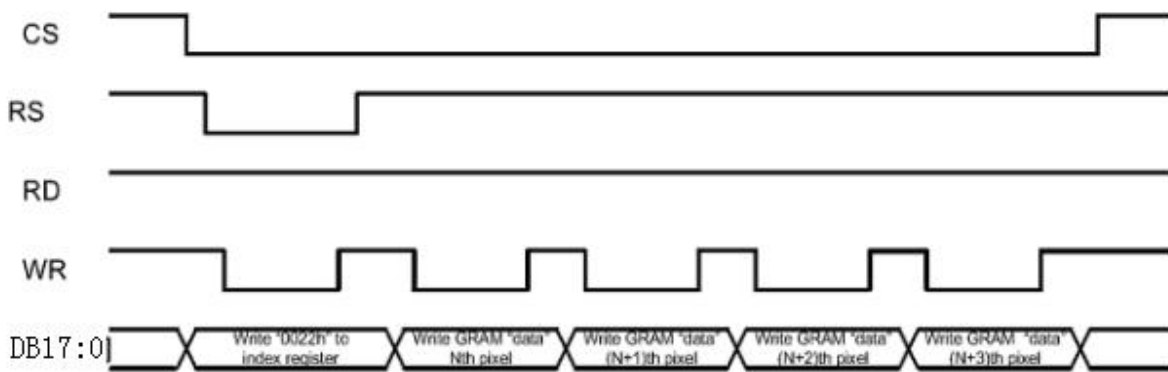 CS
RS
RD
WR
DB17:0
Write "0022h" to
index register
Write GRAM "data"
Nth pixel
Write GRAM "data"
(N+1)th pixel
Write GRAM "data"
(N+2)th pixel
Write GRAM "data"
(N+3)th pixel